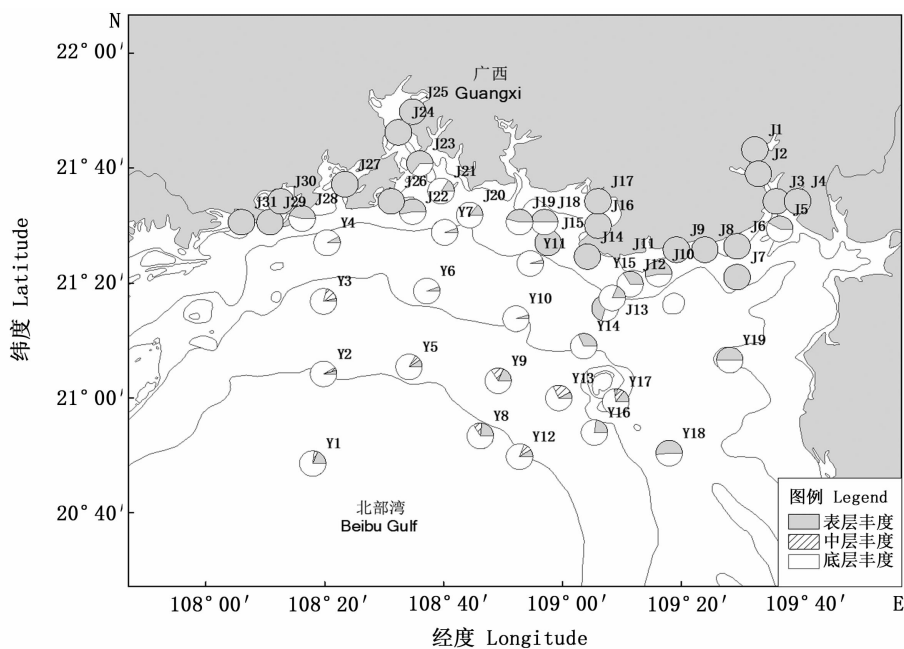 N
22° 00′
21° 40′
21° 20′
21° 00′
20° 40′
纬度 Latitude
广西
Guangxi
J25
J24
J23
J1
J2
J27
J21
J30
J26
J17
J3 J4
J28
J22
J20
J19 J18
J16
J5
J31 J29
Y4
Y7
J15
J9 J8 J6
Y11
J14
J11
J10
J7
Y3
Y6
Y15
J12
Y10
J13
Y14
Y19
Y2
Y5
Y9
Y13
Y17
Y16
Y8
Y12
Y18
Y1
北部湾
Beibu Gulf
图例 Legend
表层丰度
中层丰度
底层丰度
108° 00′ 108° 20′ 108° 40′ 109° 00′ 109° 20′ 109° 40′ E
经度 Longitude